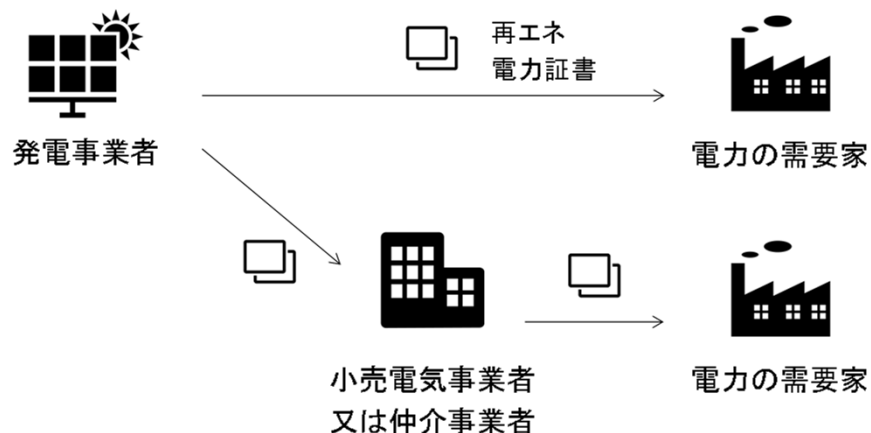 再エネ
電力証書
発電事業者
電力の需要家
小売電気事業者
又は仲介事業者
電力の需要家